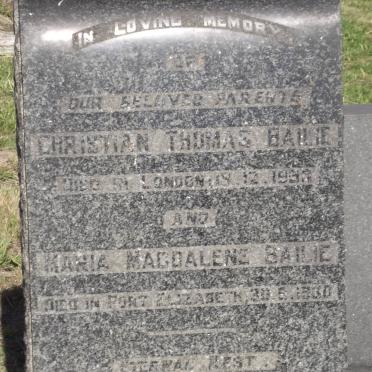 IN LOVING MEMORY
OF
OUR BELOVED PARENTS
CHRISTIAN THOMAS BAILIE
DIED IN LONDON
AND
MARIA MAGDALENE BAILIE
DIED IN PORT ELIZABETH
ETERNAL REST